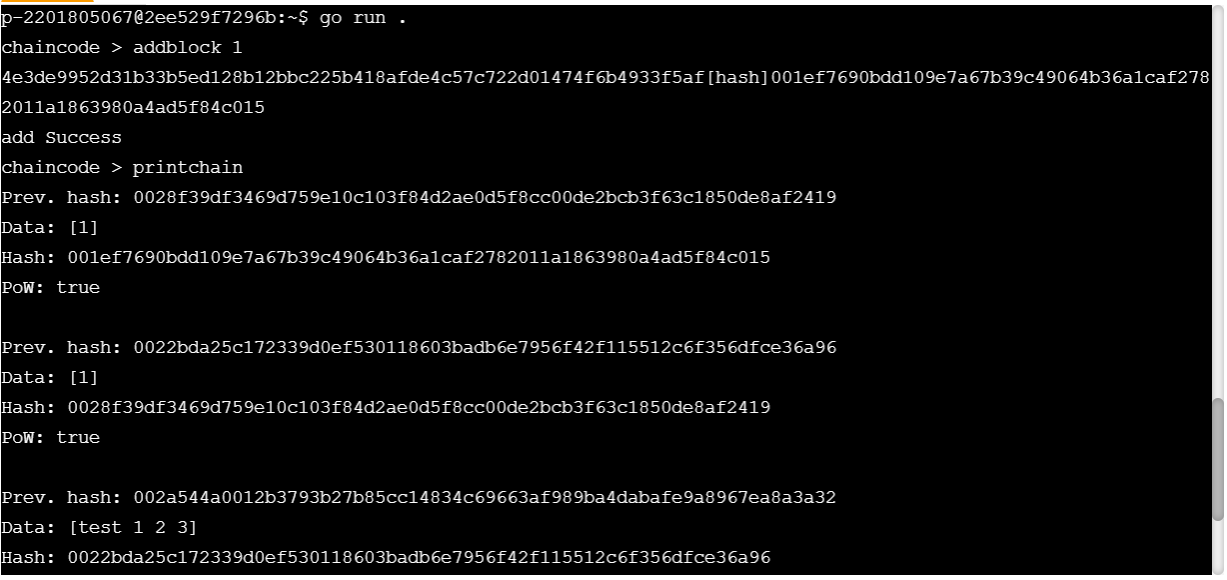 p-2201805067@2ee529f7296b:~$ go run .
chaincode > addblock 1
4e3de9952d31b33b5ed128b12bbc225b418afde4c57c722d01474f6b4933f5af[hash]001ef7690bdd109e7a67b39c49064b36a1caf278
2011a1863980a4ad5f84c015
add Success
chaincode > printchain
Prev. hash: 0028f39df3469d759e10c103f84d2ae0d5f8cc00de2bcb3f63c1850de8af2419
Data: [1]
Hash: 001ef7690bdd109e7a67b39c49064b36a1caf2782011a1863980a4ad5f84c015
PoW: true
Prev. hash: 0022bda25c172339d0ef530118603badb6e7956f42f115512c6f356dfce36a96
Data: [1]
Hash: 0028f39df3469d759e10c103f84d2ae0d5f8cc00de2bcb3f63c1850de8af2419
PoW: true
Prev. hash: 002a544a0012b3793b27b85cc14834c69663af989ba4dabafe9a8967ea8a3a32
Data: [test 1 2 3]
Hash: 0022bda25c172339d0ef530118603badb6e7956f42f115512c6f356dfce36a96